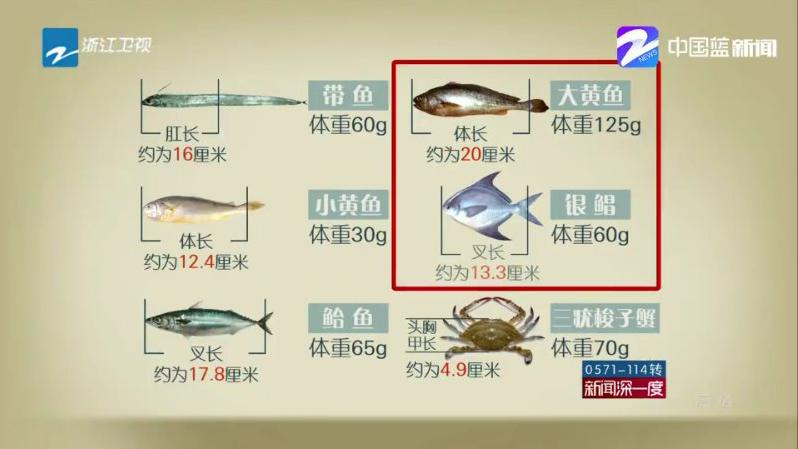 浙江卫视
NEWS
中国蓝新闻
带鱼
体重60g
肛长
约为16厘米
大黄鱼
体重125g
体长
约为20厘米
小黄鱼
体重30g
体长
约为12.4厘米
银鲳
体重60g
叉长
约为13.3厘米
鲐鱼
体重65g
叉长
约为17.8厘米
三疣梭子蟹
体重70g
头胸
甲长
约为4.9厘米
0571-114转
新闻深一度